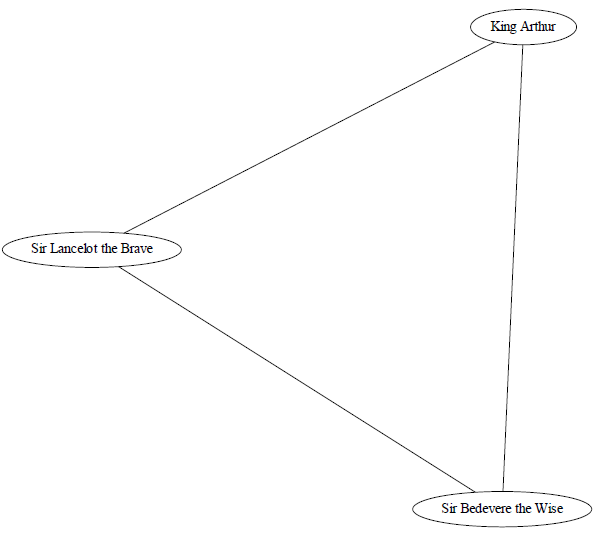 King Arthur
Sir Lancelot the Brave
Sir Bedevere the Wise